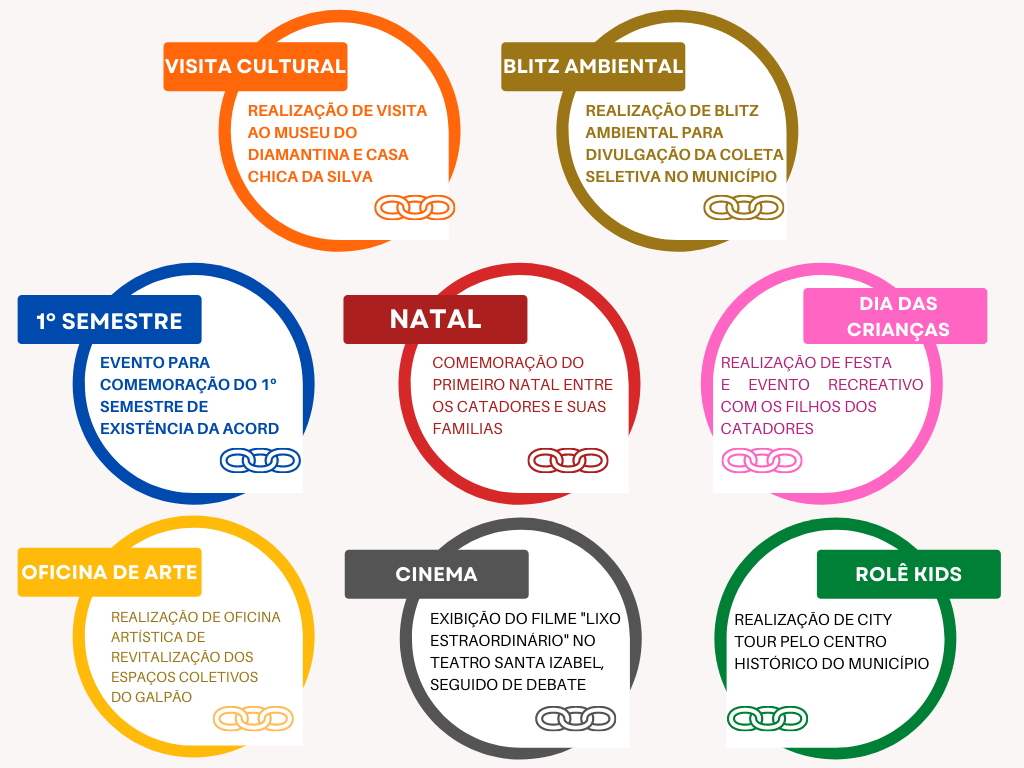 VISITA CULTURAL
REALIZAÇÃO DE VISITA
AO MUSEU DO
DIAMANTINA E CASA
CHICA DA SILVA
BLITZ AMBIENTAL
REALIZAÇÃO DE BLITZ
AMBIENTAL PARA
DIVULGAÇÃO DA COLETA
SELETIVA NO MUNICÍPIO
1º SEMESTRE
EVENTO PARA
COMEMORAÇÃO DO 1º
SEMESTRE DE
EXISTÊNCIA DA ACORD
NATAL
COMEMORAÇÃO DO
PRIMEIRO NATAL ENTRE
OS CATADORES E SUAS
FAMILIAS
DIA DAS
CRIANÇAS
REALIZAÇÃO DE FESTA
E EVENTO RECREATIVO
COM OS FILHOS DOS
CATADORES
OFICINA DE ARTE
REALIZAÇÃO DE OFICINA
ARTÍSTICA DE
REVITALIZAÇÃO DOS
ESPAÇOS COLETIVOS
DO GALPÃO
CINEMA
EXIBIÇÃO DO FILME "LIXO
ESTRAORDINÁRIO" NO
TEATRO SANTA IZABEL,
SEGUIDO DE DEBATE
ROLÊ KIDS
REALIZAÇÃO DE CITY
TOUR PELO CENTRO
HISTÓRICO DO MUNICÍPIO